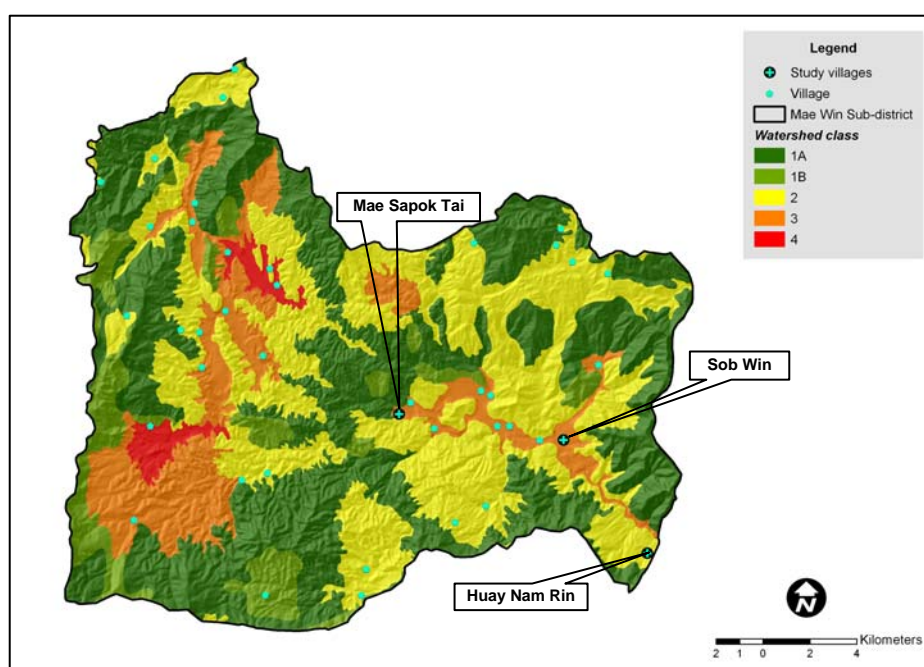 Legend
Study villages
Village
Mae Win Sub-district
Watershed class
1A
1B
2
3
4
Mae Sapok Tai
Sob Win
Huay Nam Rin
N
Kilometers
2 1 0 2 4